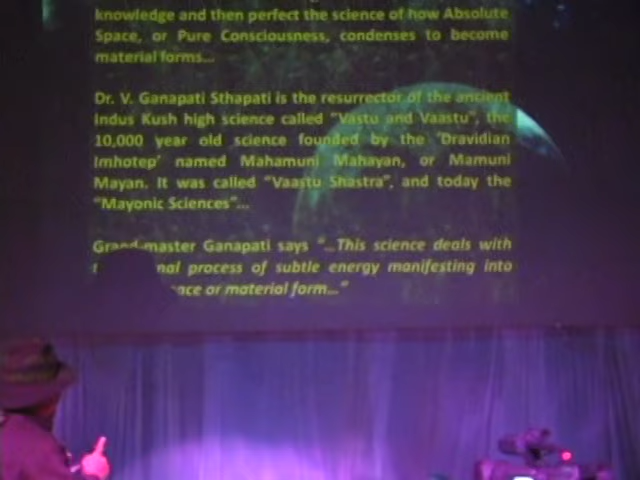 knowledge and then perfect the science of how Absolute
Space, or Pure Consciousness, condenses to become
material forms...
Dr. V. Ganapati Sthapati is the resurrector of the ancient
Indus Kush high science called "Vastu and Vaastu", the
10,000 year old science founded by the 'Dravidian
Imhotep' named Mahamuni Mahayan, or Mamuni
Mayan. It was called "Vaastu Shastra", and today the
"Mayonic Sciences"...
master Ganapati says "...This science deals with
process of subtle energy manifesting into
or material form..."